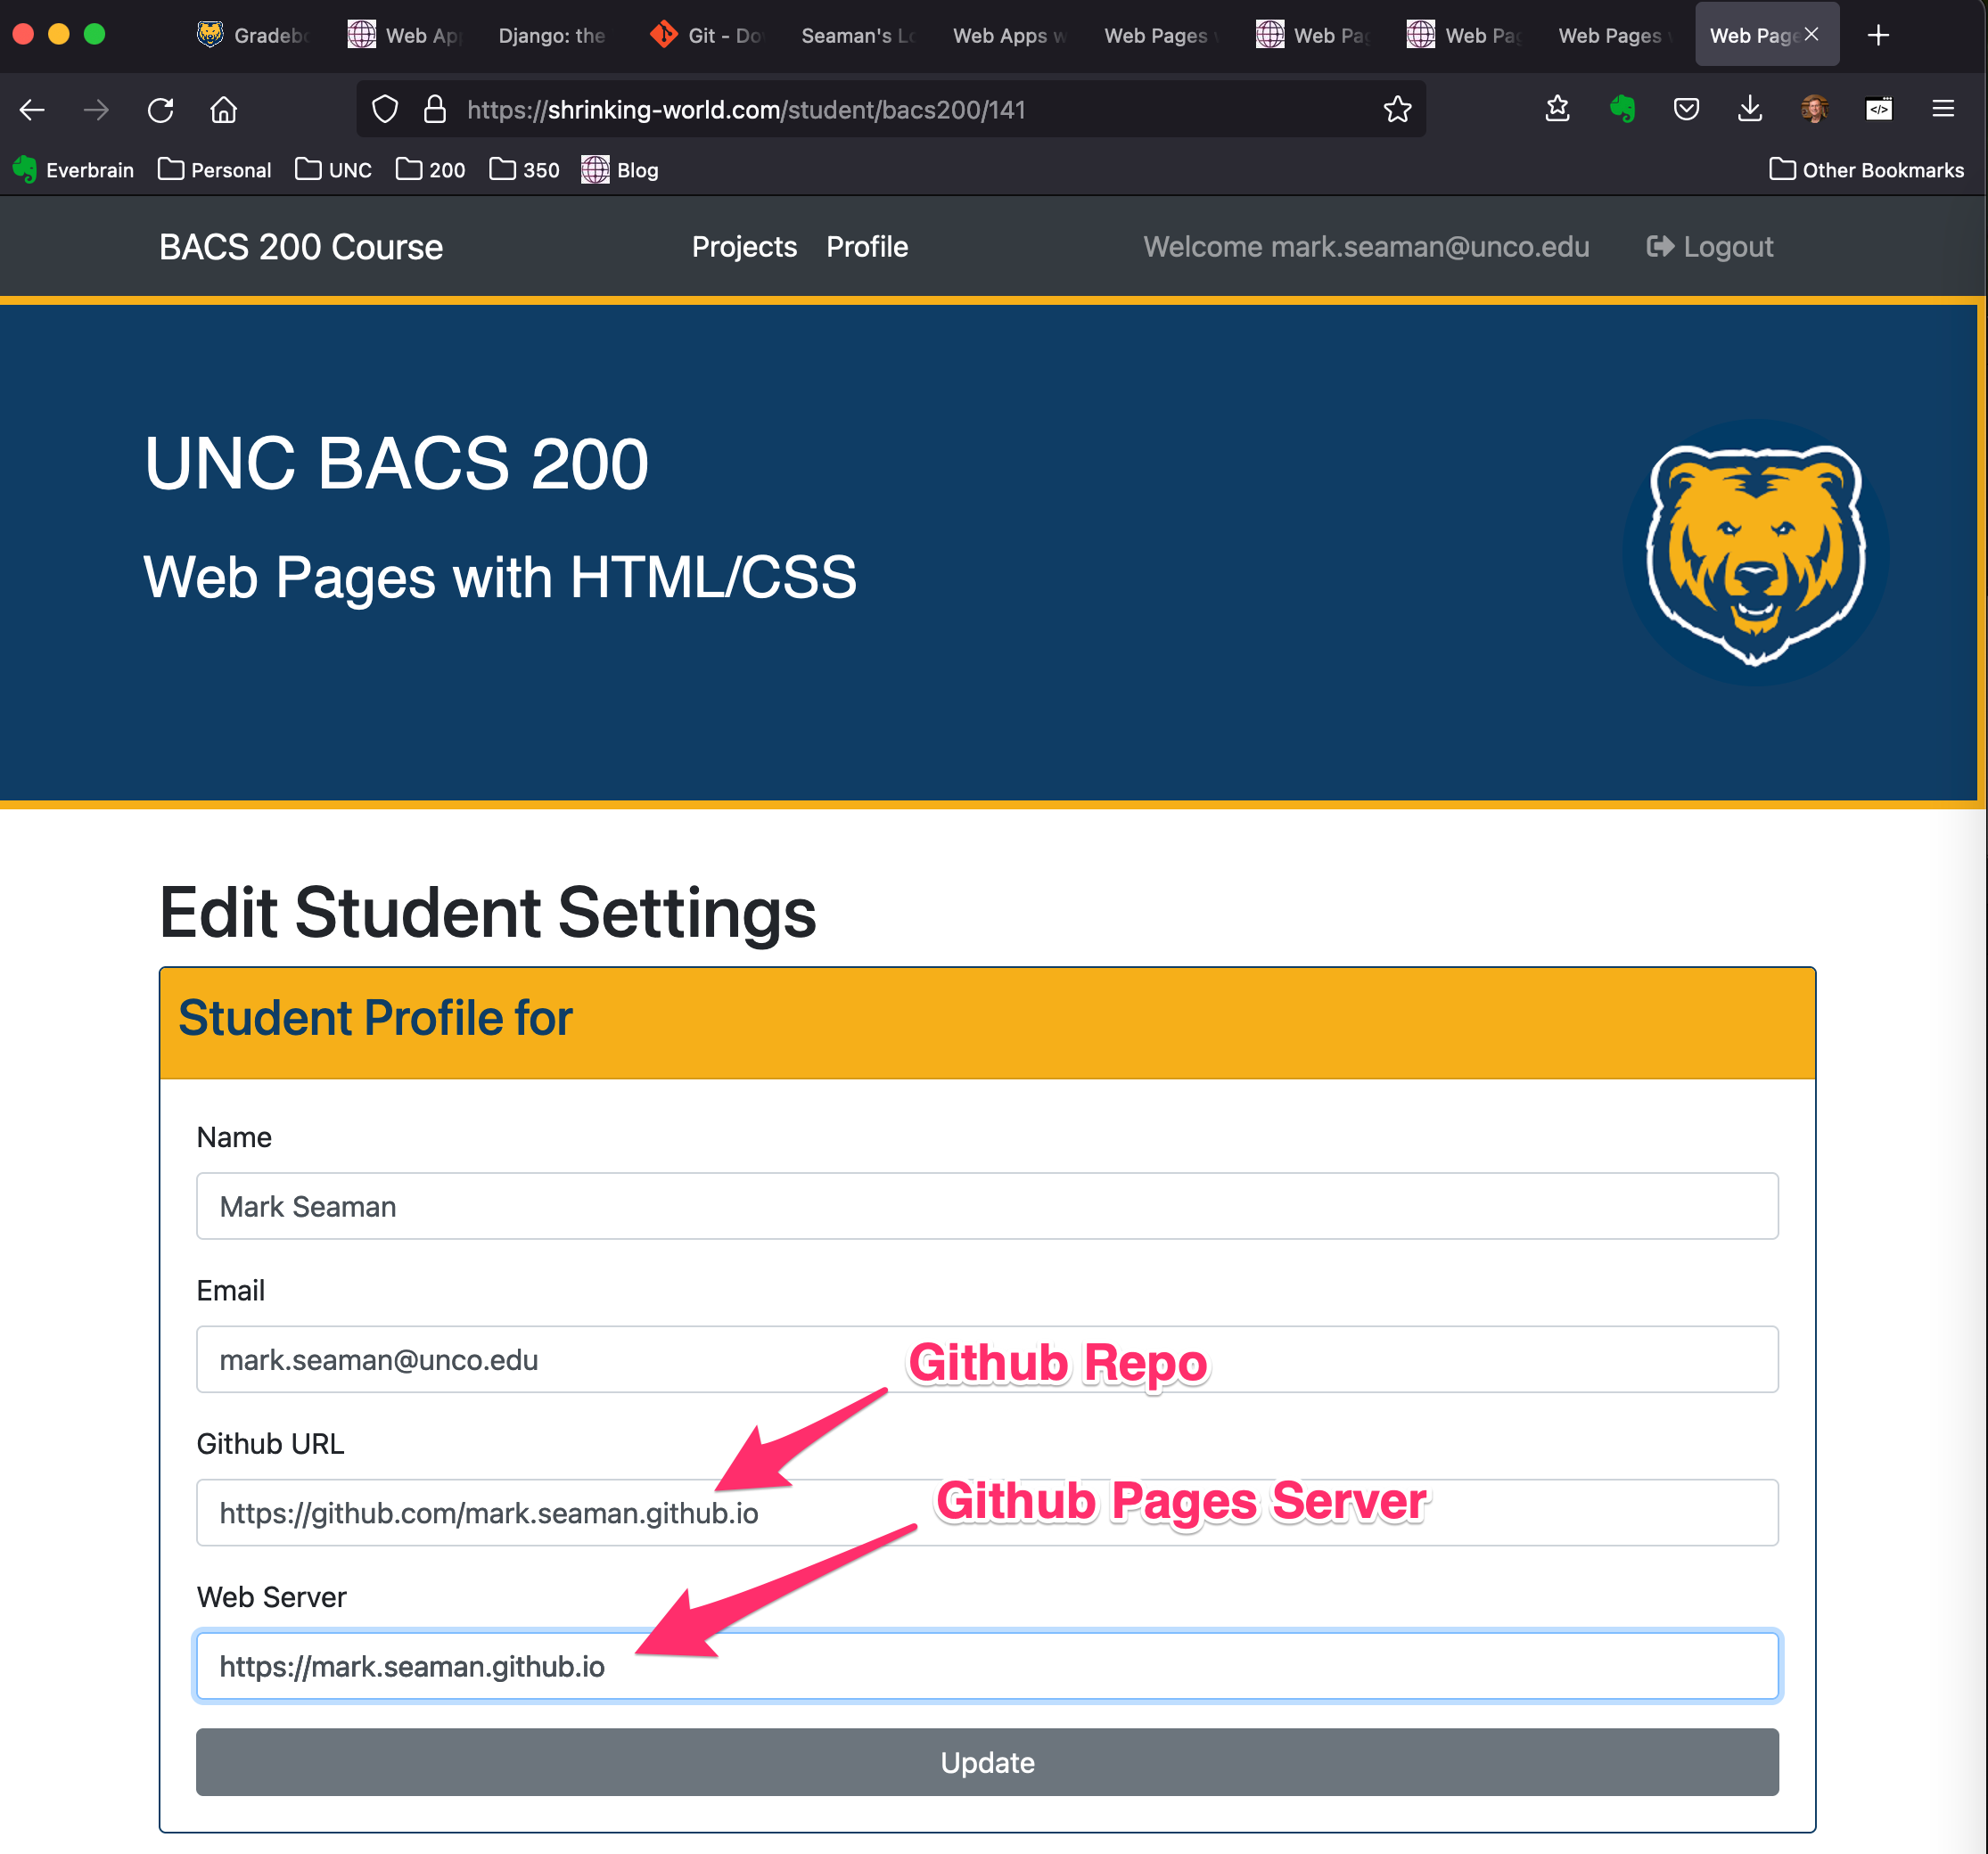 Gradebo
Web Ap
Django: the
Git - Do
Seaman's Lo
Web Apps w
Web Pages
Web Pag
Web Pag
Web Pages
Web Page
https://shrinking-world.com/student/bacs200/141
Everbrain Personal UNC 200 350 Blog Other Bookmarks
BACS 200 Course Projects Profile Welcome mark.seaman@unco.edu Logout
UNC BACS 200
Web Pages with HTML/CSS
Edit Student Settings
Student Profile for
Name
Mark Seaman
Email
mark.seaman@unco.edu
Github Repo
Github URL
https://github.com/mark.seaman.github.io
Github Pages Server
Web Server
https://mark.seaman.github.io
Update